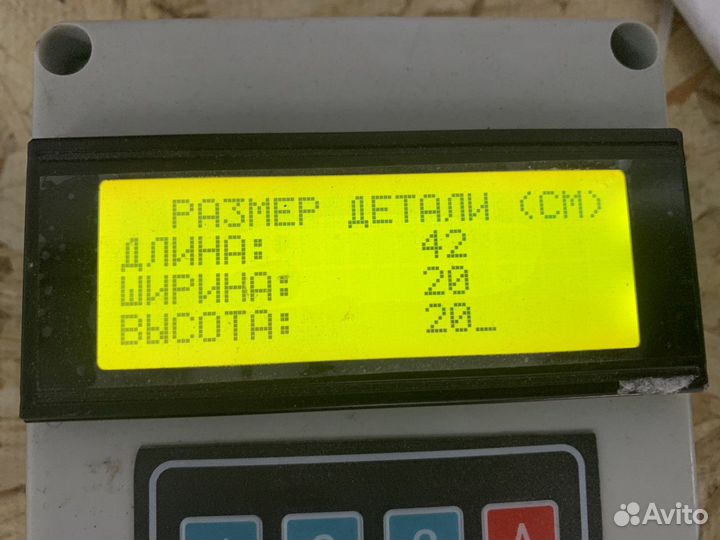 РАЗМЕР ДЕТАЛИ (СМ)
ДЛИНА: 42
ШИРИНА: 20
ВЫСОТА: 20_
A
Avito